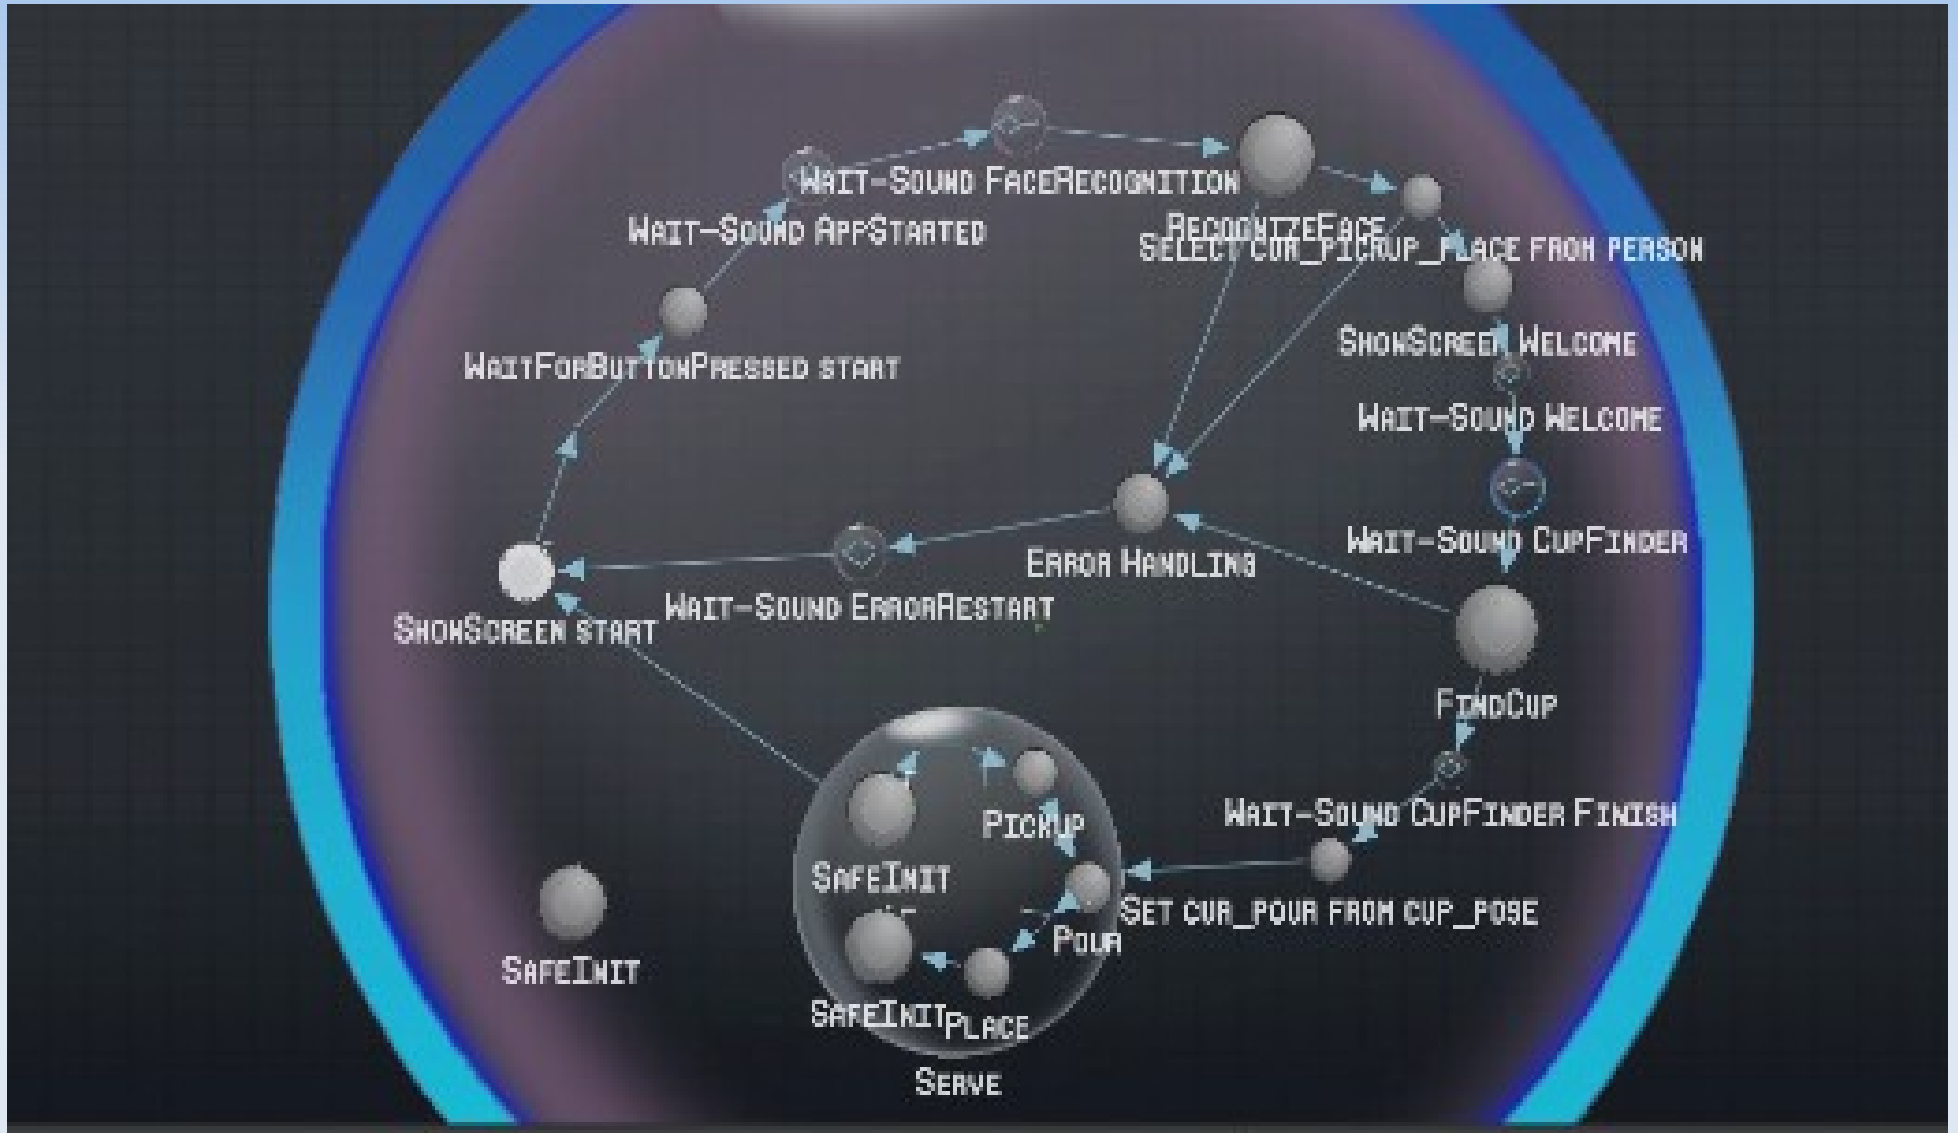 Wait-Sound FaceRecognition
Wait-Sound AppStarted
RecognizeFace
Select cur_pickup_place from person
ShowScreen Welcome
WaitForButtonPressed start
Wait-Sound Welcome
Wait-Sound CupFinder
Error Handling
Wait-Sound ErrorRestart
ShowScreen start
FindCup
Wait-Sound CupFinder Finish
Pickup
SafeInit
Set cur_pour from cup_pose
Pour
SafeInit
SafeInit
Place
Serve